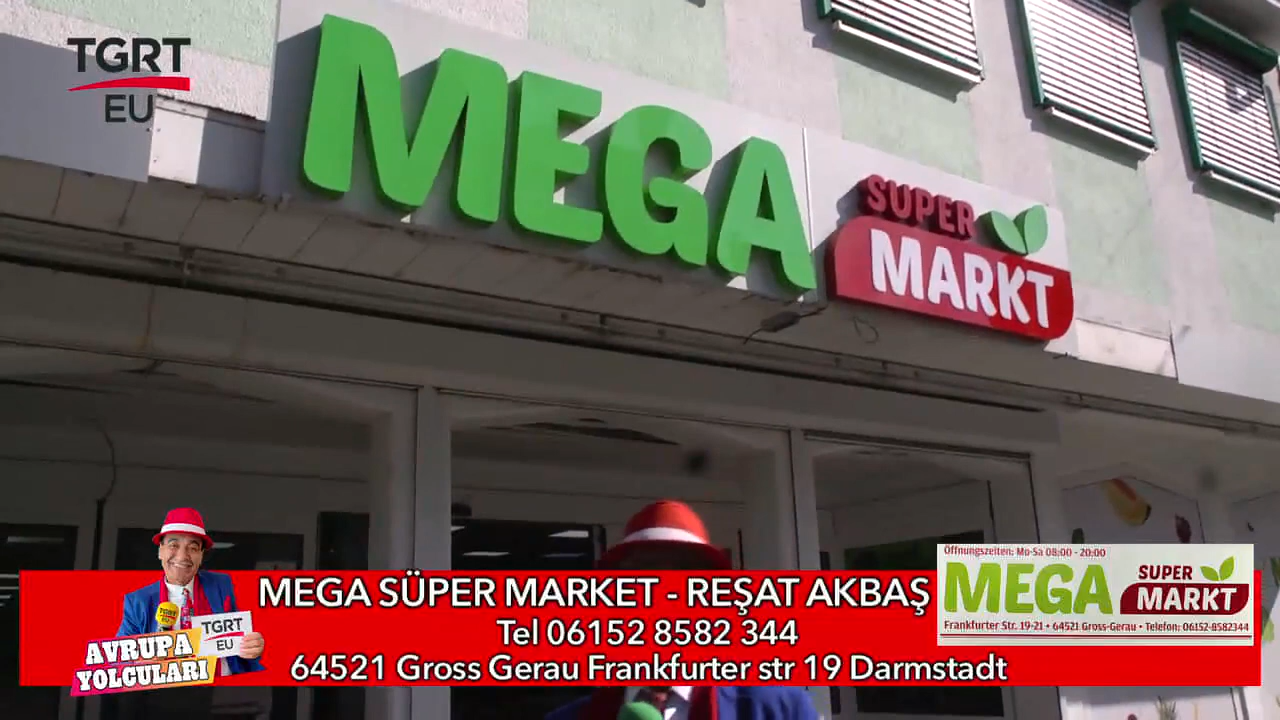 TGRT
EU
MEGA
SUPER
MARKT
MEGA SÜPER MARKET - REŞAT AKBAŞ
Tel 06152 8582 344
64521 Gross Gerau Frankfurter str 19 Darmstadt
TGRT
EU
AVRUPA
YOLCULARI
TGRT
EU
Öffnungszeiten: Mo-Sa 08:00 - 20:00
MEGA
SUPER
MARKT
Frankfurter Str. 19-21 • 64521 Gross-Gerau • Telefon: 06152-8582344